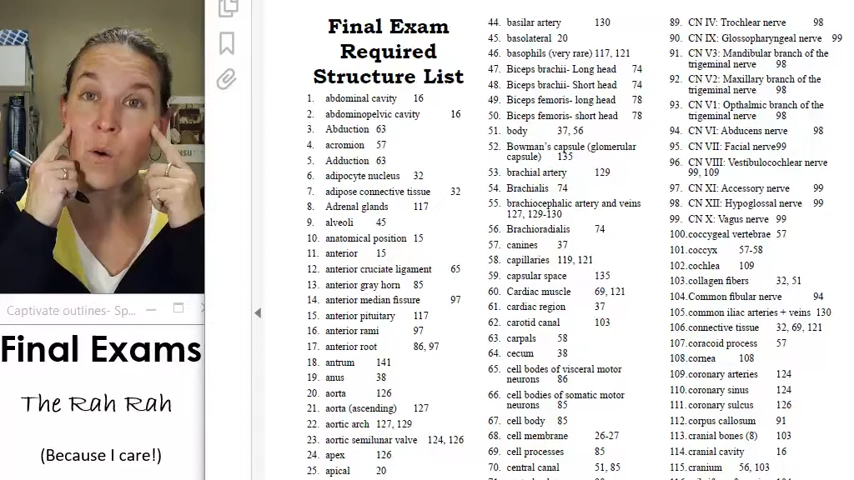 Captivate outlines- Sp...
Final Exams
The Rah Rah
(Because I care!)
Final Exam
Required
Structure List
1. abdominal cavity 16
2. abdominopelvic cavity 16
3. Abduction 63
4. acromion 57
5. Adduction 63
6. adipocyte nucleus 32
7. adipose connective tissue 32
8. Adrenal glands 117
9. alveoli 45
10. anatomical position 15
11. anterior 15
12. anterior cruciate ligament 65
13. anterior gray horn 85
14. anterior median fissure 97
15. anterior pituitary 117
16. anterior rami 97
17. anterior root 86, 97
18. antrum 141
19. anus 38
20. aorta 126
21. aorta (ascending) 127
22. aortic arch 127, 129
23. aortic semilunar valve 124, 126
24. apex 126
25. apical 20
44. basilar artery 130
45. basolateral 20
46. basophils (very rare) 117, 121
47. Biceps brachii- Long head 74
48. Biceps brachii- Short head 74
49. Biceps femoris- long head 78
50. Biceps femoris- short head 78
51. body 37, 56
52. Bowman's capsule (glomerular
capsule) 135
53. brachial artery 129
54. Brachialis 74
55. brachiocephalic artery and veins
127, 129-130
56. Brachioradialis 74
57. canines 37
58. capillaries 119, 121
59. capsular space 135
60. Cardiac muscle 69, 121
61. cardiac region 37
62. carotid canal 103
63. carpals 58
64. cecum 38
65. cell bodes of visceral motor
neurons 86
66. cell bodies of somatic motor
neurons 85
67. cell body 85
68. cell membrane 26-27
69. cell processes 85
70. central canal 51, 85
89. CN IV: Trochlear nerve 98
90. CN IX: Glossopharyngeal nerve 99
91. CN V3: Mandibular branch of the
trigeminal nerve 98
92. CN V2: Maxillary branch of the
trigeminal nerve 98
93. CN V1: Opthalmic branch of the
trigeminal nerve 98
94. CN VI: Abducens nerve 98
95. CN VII: Facial nerve99
96. CN VIII: Vestibulocochlear nerve
99, 109
97. CN XI: Accessory nerve 99
98. CN XII: Hypoglossal nerve 99
99. CN X: Vagus nerve 99
100. coccygeal vertebrae 57
101. coccyx 57-58
102. cochlea 109
103. collagen fibers 32, 51
104. Common fibular nerve 94
105. common iliac arteries + veins 130
106. connective tissue 32, 69, 121
107. coracoid process 57
108. cornea 108
109. coronary arteries 124
110. coronary sinus 124
111. coronary sulcus 126
112. corpus callosum 91
113. cranial bones (8) 103
114. cranial cavity 16
115. cranium 56, 103